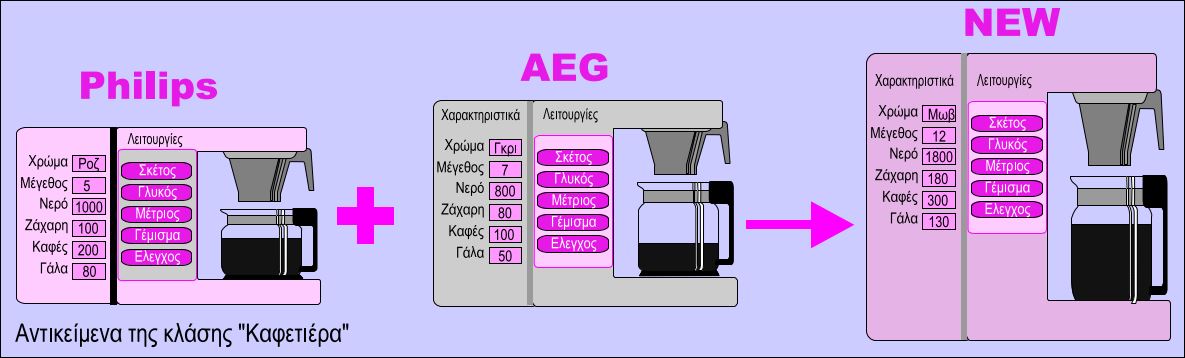 Philips
Λειτουργίες
Χρώμα Ροζ
Μέγεθος 5
Νερό 1000
Ζάχαρη 100
Καφές 200
Γάλα 80
Σκέτος
Γλυκός
Μέτριος
Γέμισμα
Ελεγχος
AEG
Χαρακτηριστικά
Λειτουργίες
Χρώμα Γκρι
Μέγεθος 7
Νερό 800
Ζάχαρη 80
Καφές 100
Γάλα 50
Σκέτος
Γλυκός
Μέτριος
Γέμισμα
Ελεγχος
NEW
Χαρακτηριστικά
Λειτουργίες
Χρώμα Μωβ
Μέγεθος 12
Νερό 1800
Ζάχαρη 180
Καφές 300
Γάλα 130
Σκέτος
Γλυκός
Μέτριος
Γέμισμα
Ελεγχος
Αντικείμενα της κλάσης "Καφετιέρα"